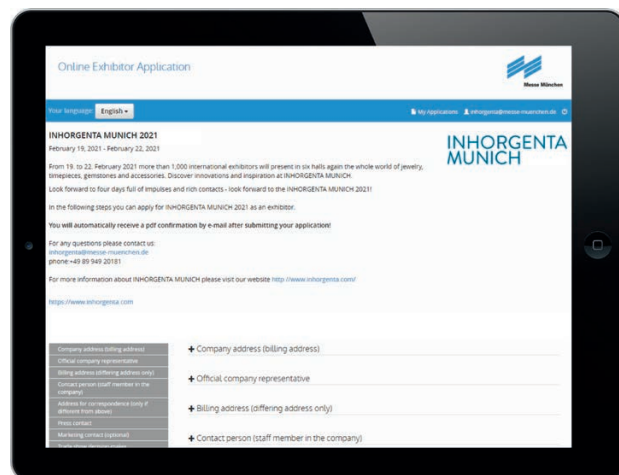 Online Exhibitor Application
Messe München
Your language: English
My Applications inhorgenta@messe-muenchen.de
INHORGENTA MUNICH 2021
February 19, 2021 - February 22, 2021
INHORGENTA
MUNICH
From 19. to 22. February 2021 more than 1,000 international exhibitors will present in six halls again the whole world of jewelry,
timepieces, gemstones and accessories. Discover innovations and inspiration at INHORGENTA MUNICH.
Look forward to four days full of impulses and rich contacts - look forward to the INHORGENTA MUNICH 2021!
In the following steps you can apply for INHORGENTA MUNICH 2021 as an exhibitor.
You will automatically receive a pdf confirmation by e-mail after submitting your application!
For any questions please contact us:
inhorgenta@messe-muenchen.de
phone +49 89 949 20181
For more information about INHORGENTA MUNICH please visit our website http://www.inhorgenta.com/
https://www.inhorgenta.com
Company address (billing address)
Official company representative
Billing address (differing address only)
Contact person (staff member in the
company)
Address for correspondence (only if
different from above)
Press contact
Marketing contact (optional)
+ Company address (billing address)
+ Official company representative
+ Billing address (differing address only)
+ Contact person (staff member in the company)